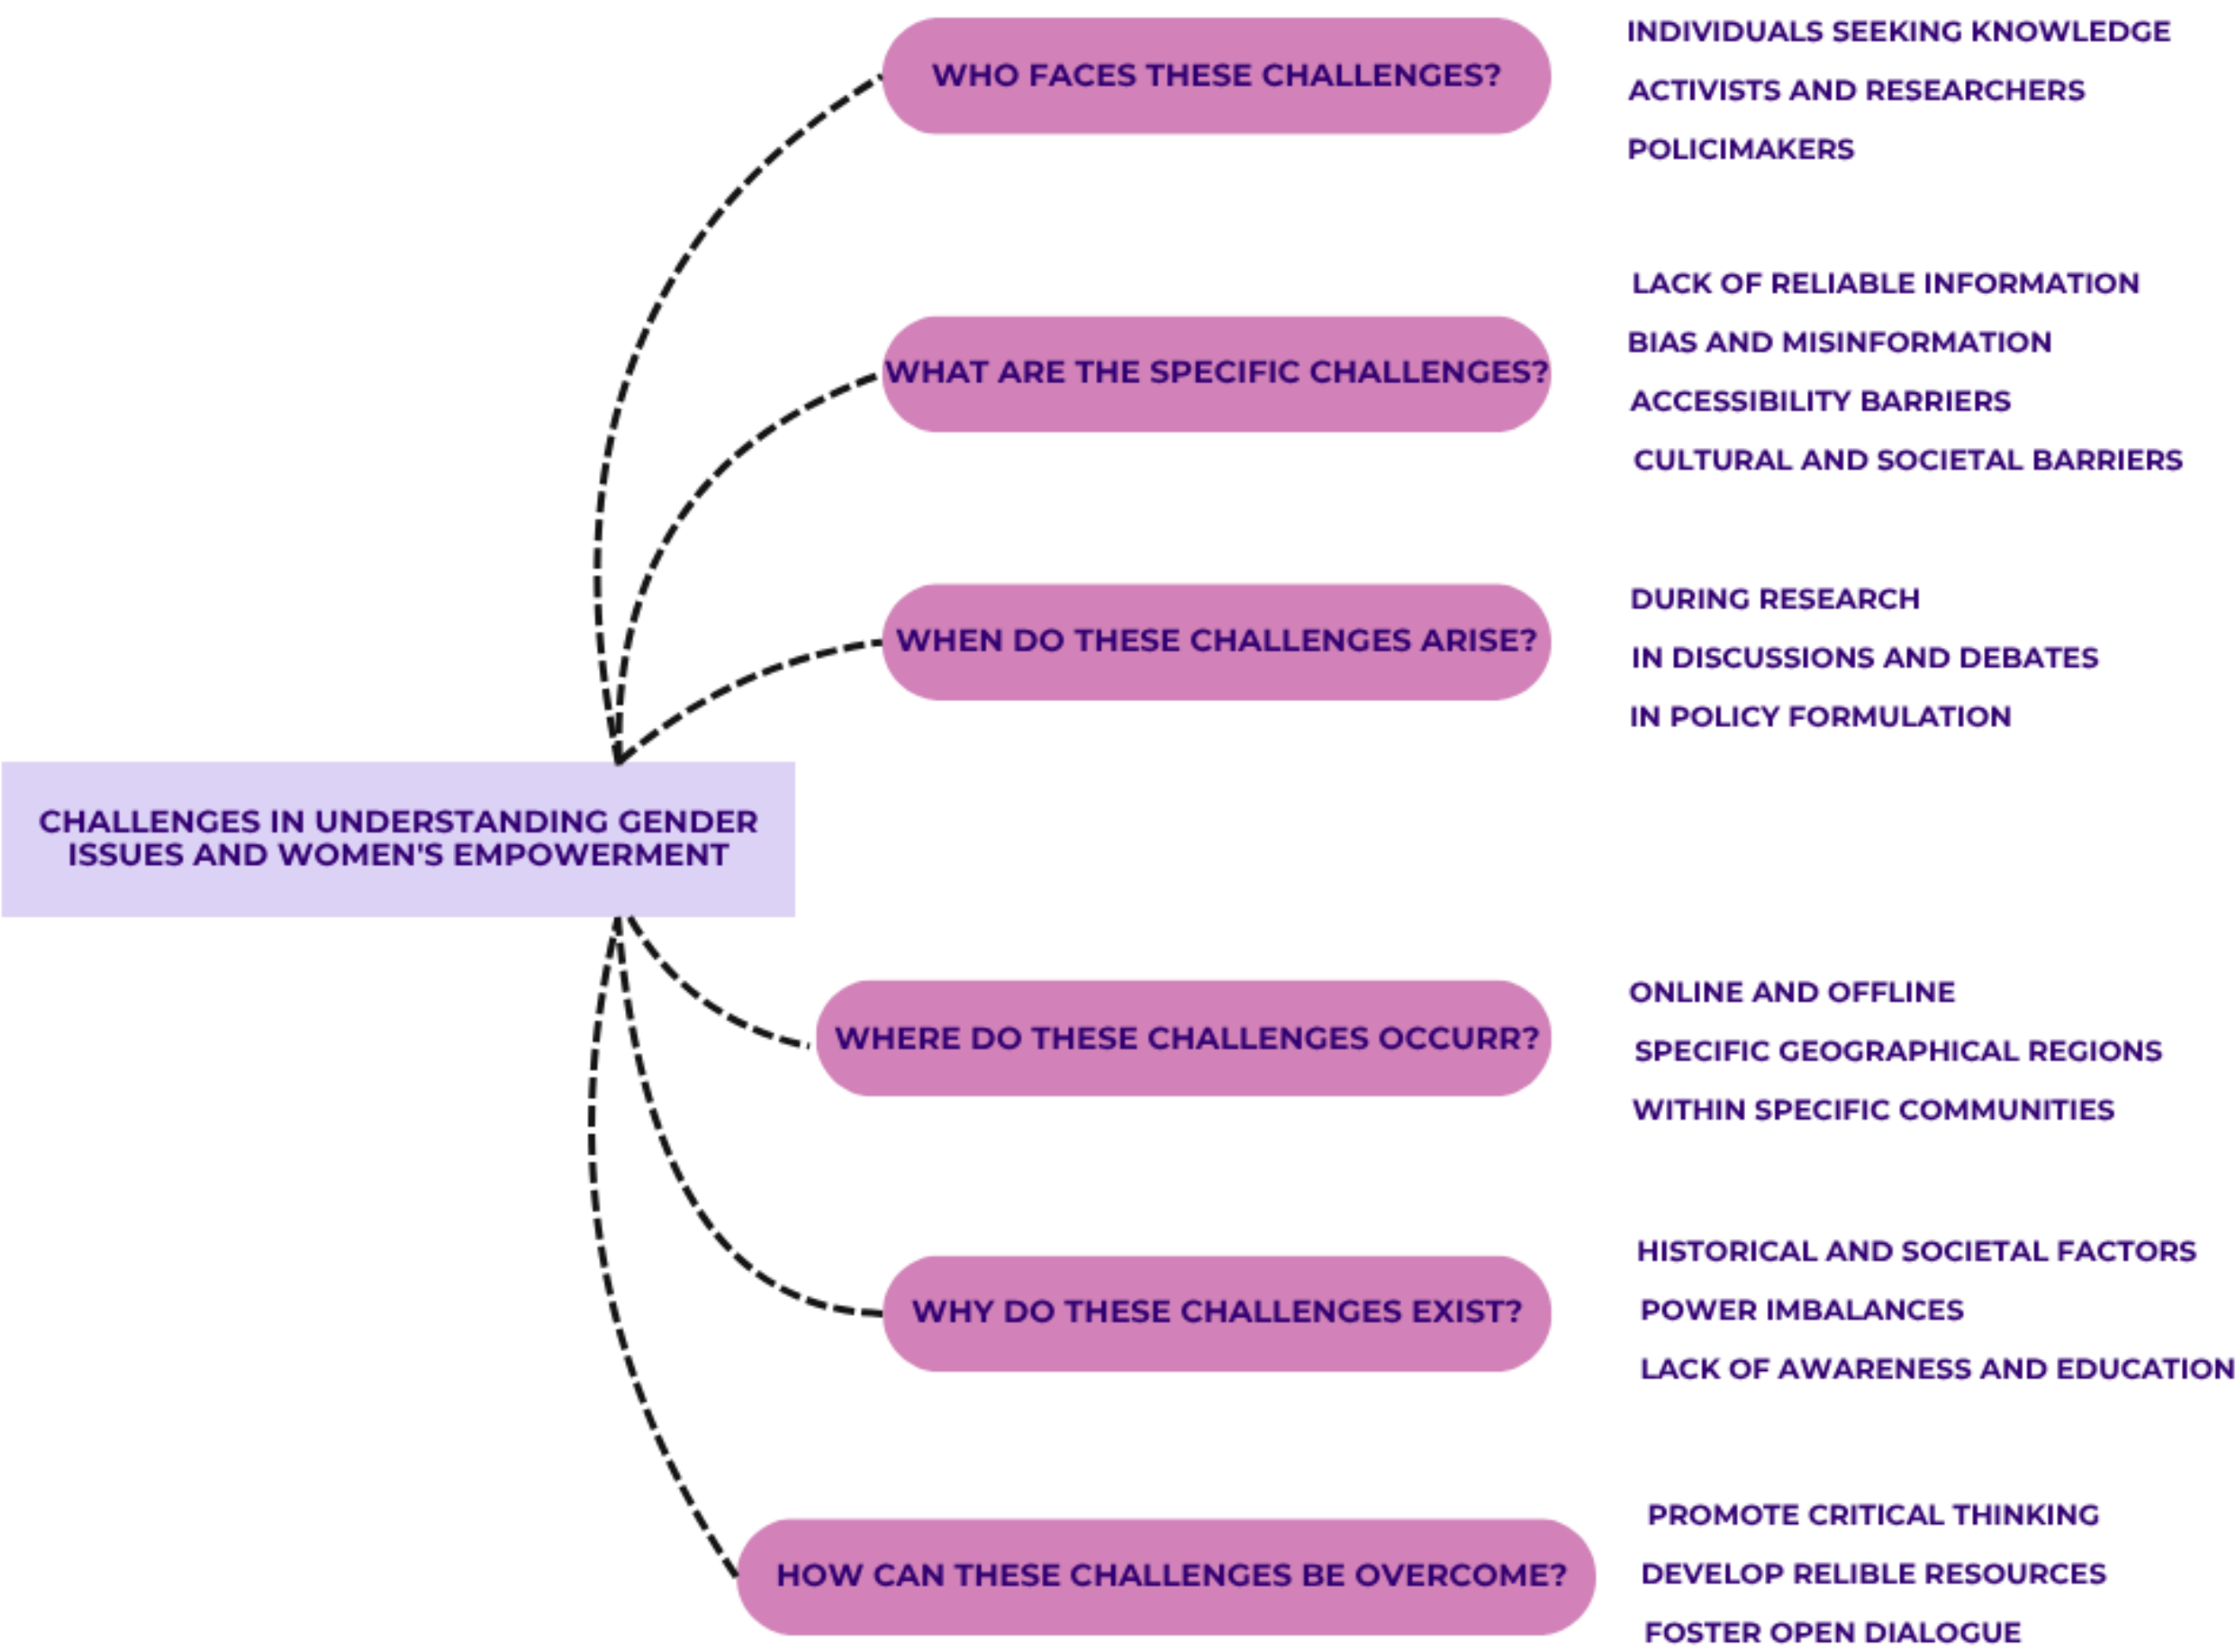 WHO FACES THESE CHALLENGES?
INDIVIDUALS SEEKING KNOWLEDGE
ACTIVISTS AND RESEARCHERS
POLICIMAKERS
WHAT ARE THE SPECIFIC CHALLENGES?
LACK OF RELIABLE INFORMATION
BIAS AND MISINFORMATION
ACCESSIBILITY BARRIERS
CULTURAL AND SOCIETAL BARRIERS
WHEN DO THESE CHALLENGES ARISE?
DURING RESEARCH
IN DISCUSSIONS AND DEBATES
IN POLICY FORMULATION
CHALLENGES IN UNDERSTANDING GENDER
ISSUES AND WOMEN'S EMPOWERMENT
WHERE DO THESE CHALLENGES OCCURR?
ONLINE AND OFFLINE
SPECIFIC GEOGRAPHICAL REGIONS
WITHIN SPECIFIC COMMUNITIES
WHY DO THESE CHALLENGES EXIST?
HISTORICAL AND SOCIETAL FACTORS
POWER IMBALANCES
LACK OF AWARENESS AND EDUCATION
HOW CAN THESE CHALLENGES BE OVERCOME?
PROMOTE CRITICAL THINKING
DEVELOP RELIBLE RESOURCES
FOSTER OPEN DIALOGUE